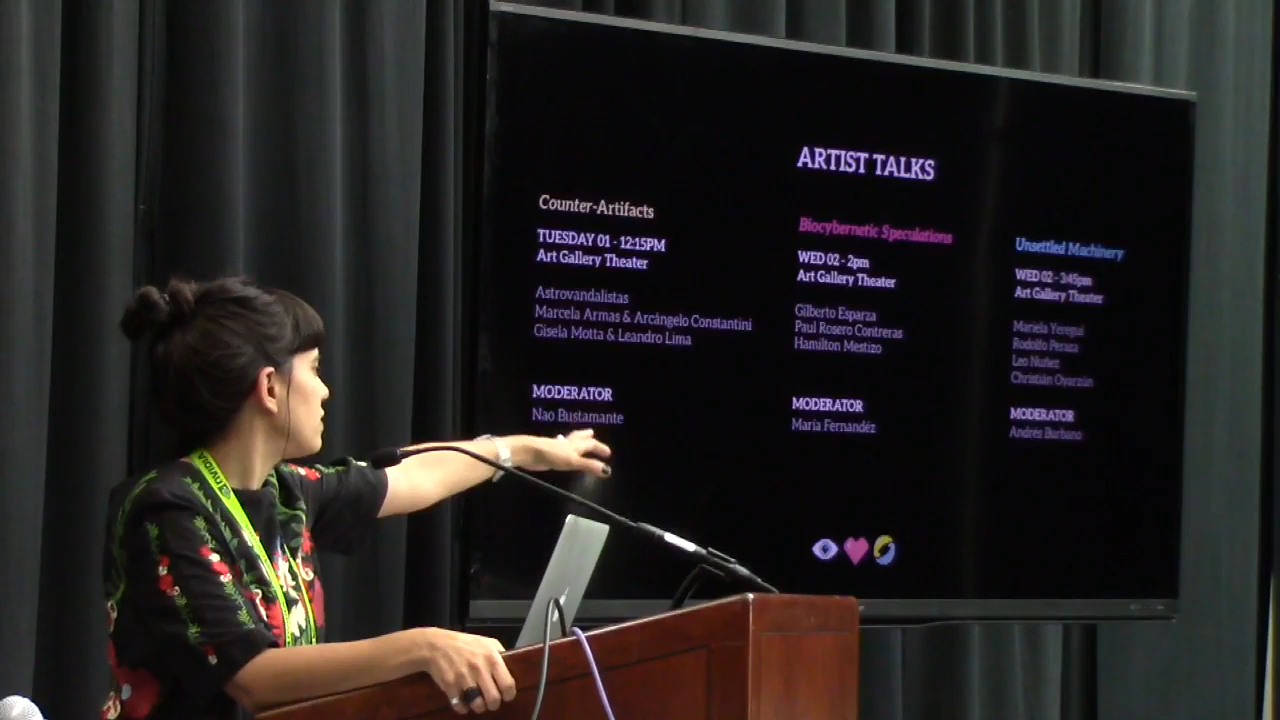 ARTIST TALKS
Counter-Artifacts
TUESDAY 01 - 12:15PM
Art Gallery Theater
Astrovandalistas
Marcela Armas & Arcángelo Constantini
Gisela Motta & Leandro Lima
MODERATOR
Nao Bustamante
Biocybernetic Speculations
WED 02 - 2pm
Art Gallery Theater
Gilberto Esparza
Paul Rosero Contreras
Hamilton Mestizo
MODERATOR
María Fernandéz
Unsettled Machinery
WED 02 - 3:45pm
Art Gallery Theater
Mariela Yeregui
Rodolfo Peraza
Leo Nuñez
Christián Oyarzún
MODERATOR
Andrés Burbano
NVIDIA